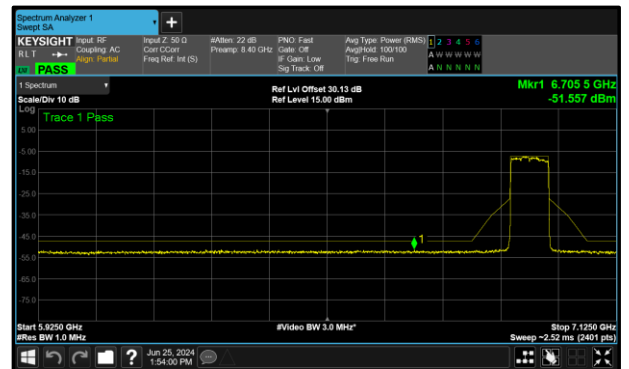 Spectrum Analyzer 1
Swept SA
+
KEYSIGHT Input: RF
RLT Coupling: AC
Align: Partial
Input Z: 50 Ω
Corr CCorr
Freq Ref: Int (S)
#Atten: 22 dB
Preamp: 8.40 GHz
PNO: Fast
Gate: Off
IF Gain: Low
Sig Track: Off
Avg Type: Power (RMS)
Avg|Hold: 100/100
Trig: Free Run
1 2 3 4 5 6
A W W W W W
A N N N N N
PASS
1 Spectrum
Scale/Div 10 dB
Ref Lvl Offset 30.13 dB
Ref Level 15.00 dBm
Mkr1 6.705 5 GHz
-51.557 dBm
Log
Trace 1 Pass
5.00
-5.00
-15.0
-25.0
-35.0
-45.0
1
-55.0
-65.0
-75.0
Start 5.9250 GHz
#Res BW 1.0 MHz
#Video BW 3.0 MHz*
Stop 7.1250 GHz
Sweep ~2.52 ms (2401 pts)
?
Jun 25, 2024
1:54:00 PM